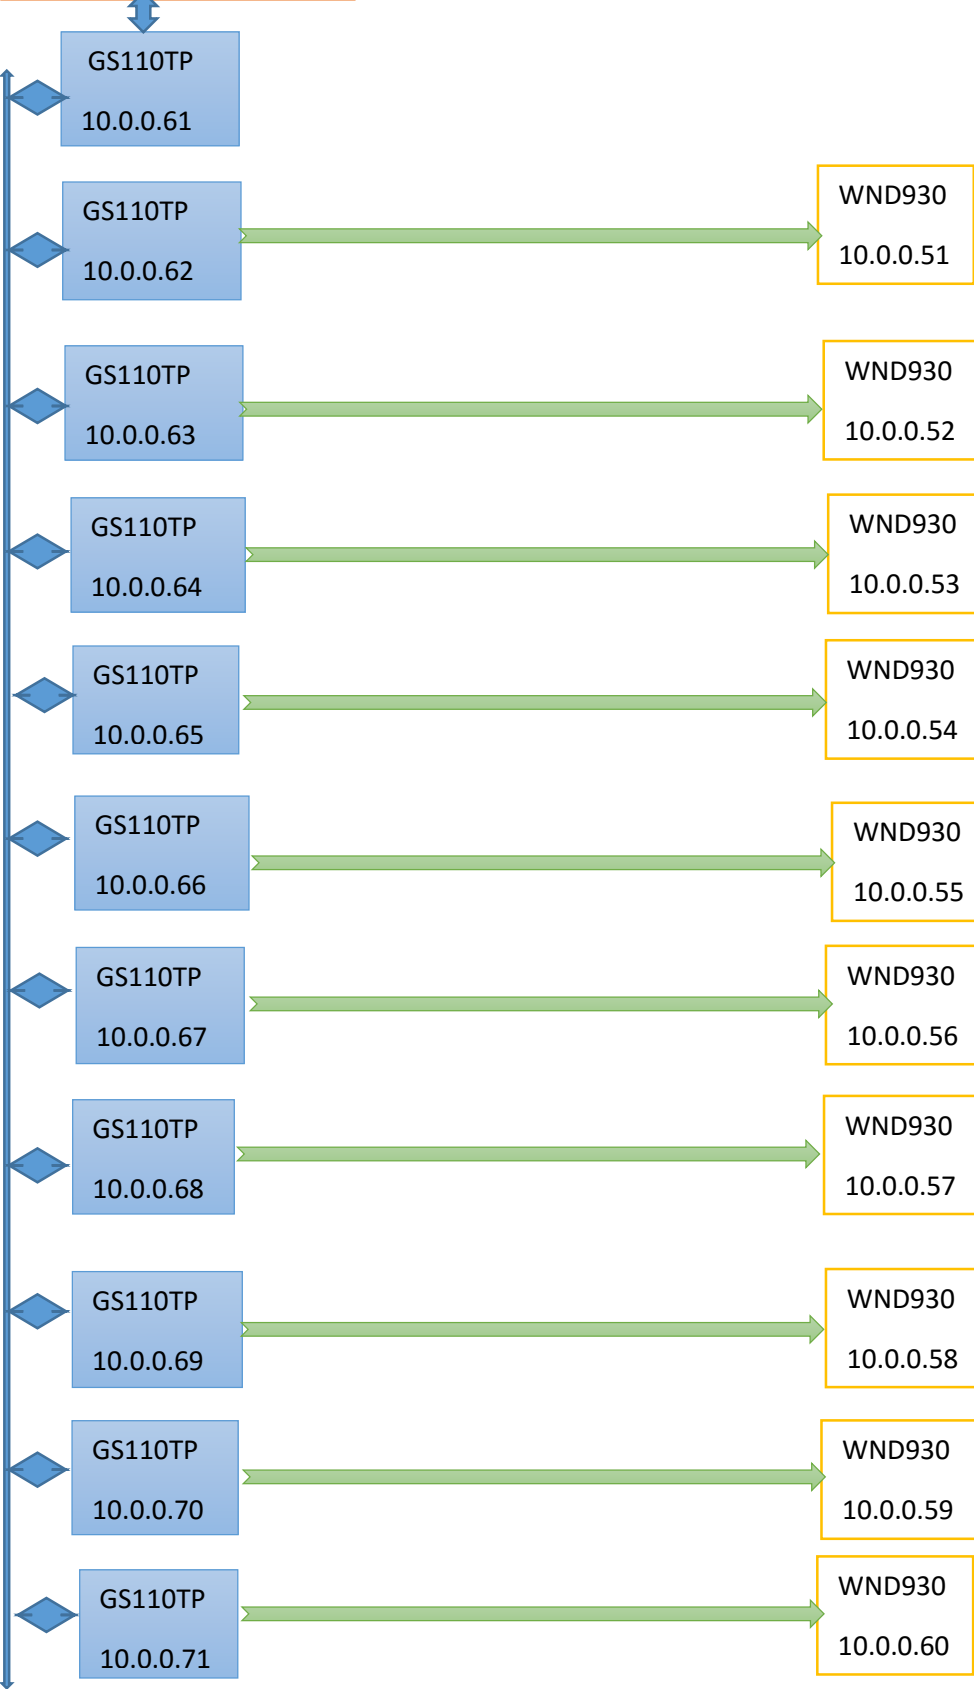 GS110TP
10.0.0.61
GS110TP
10.0.0.62
WND930
10.0.0.51
GS110TP
10.0.0.63
WND930
10.0.0.52
GS110TP
10.0.0.64
WND930
10.0.0.53
GS110TP
10.0.0.65
WND930
10.0.0.54
GS110TP
10.0.0.66
WND930
10.0.0.55
GS110TP
10.0.0.67
WND930
10.0.0.56
GS110TP
10.0.0.68
WND930
10.0.0.57
GS110TP
10.0.0.69
WND930
10.0.0.58
GS110TP
10.0.0.70
WND930
10.0.0.59
GS110TP
10.0.0.71
WND930
10.0.0.60